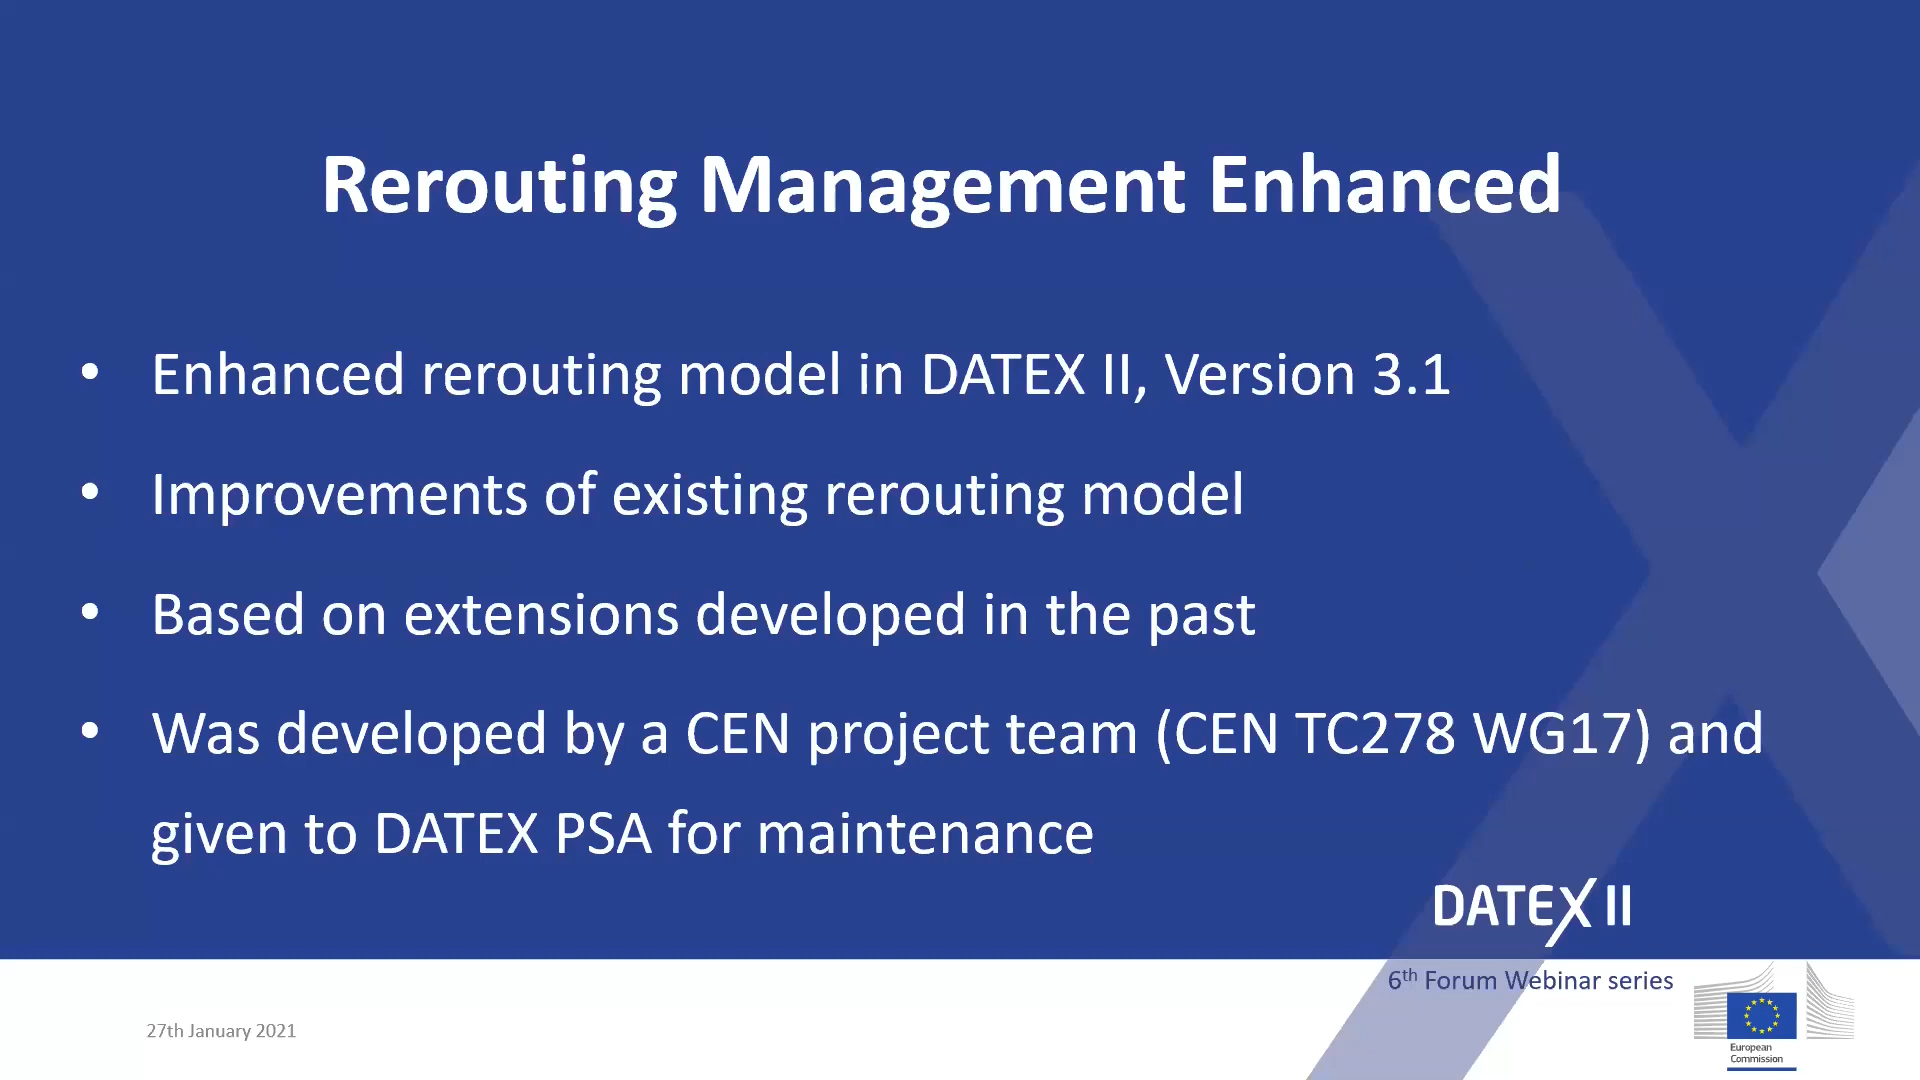 Rerouting Management Enhanced
• Enhanced rerouting model in DATEX II, Version 3.1
• Improvements of existing rerouting model
• Based on extensions developed in the past
• Was developed by a CEN project team (CEN TC278 WG17) and
given to DATEX PSA for maintenance
DATEX II
6th Forum Webinar series
27th January 2021
European
Commission